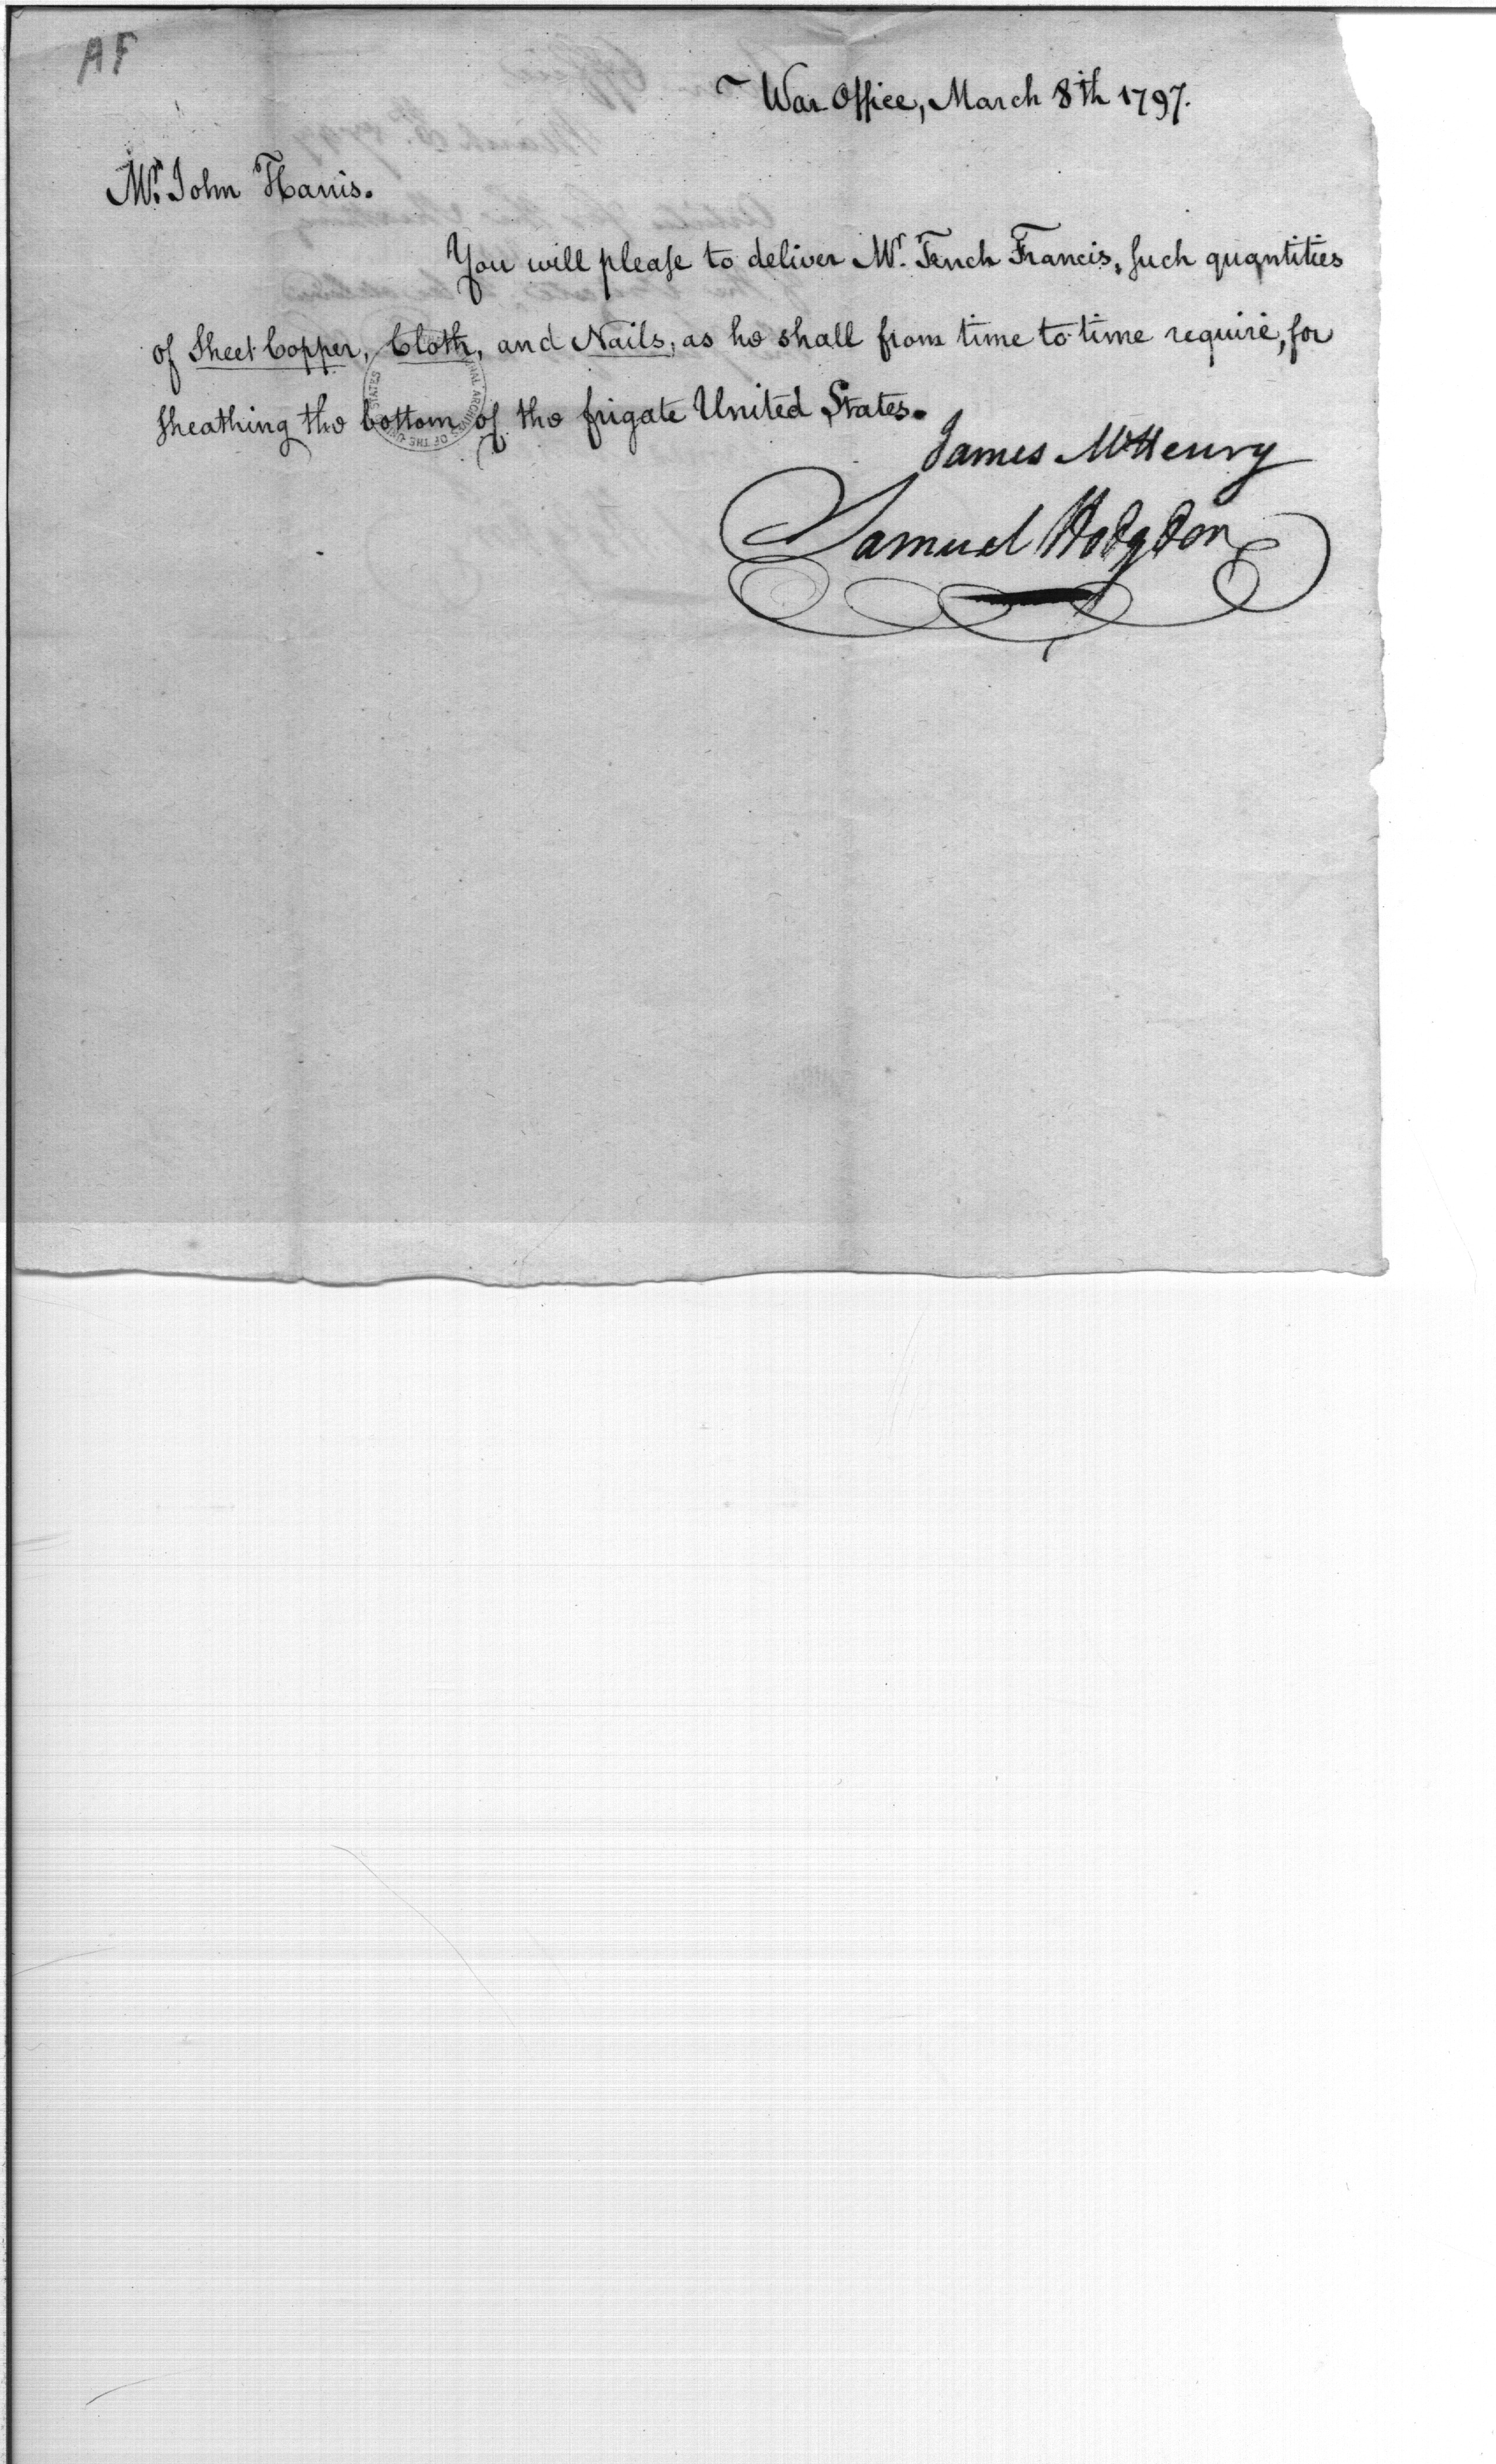 AF
War Office, March 8th 1797.
Mr. John Harris.
You will please to deliver Mr. Tench Francis, such quantities
of Sheet Copper, Cloth, and Nails, as he shall from time to time require, for
sheathing the bottom of the frigate United States.
James McHenry
Samuel Hodgdon